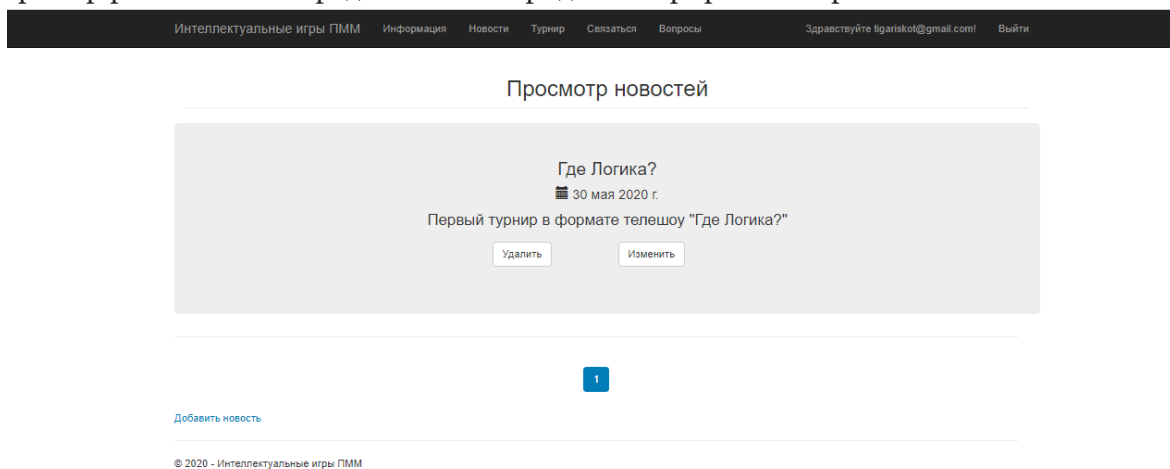 Интеллектуальные игры ПММ Информация Новости Турнир Связаться Вопросы Здравствуйте tigariskot@gmail.com! Выйти
Просмотр новостей
Где Логика?
30 мая 2020 г.
Первый турнир в формате телешоу "Где Логика?"
Удалить Изменить
1
Добавить новость
© 2020 - Интеллектуальные игры ПММ